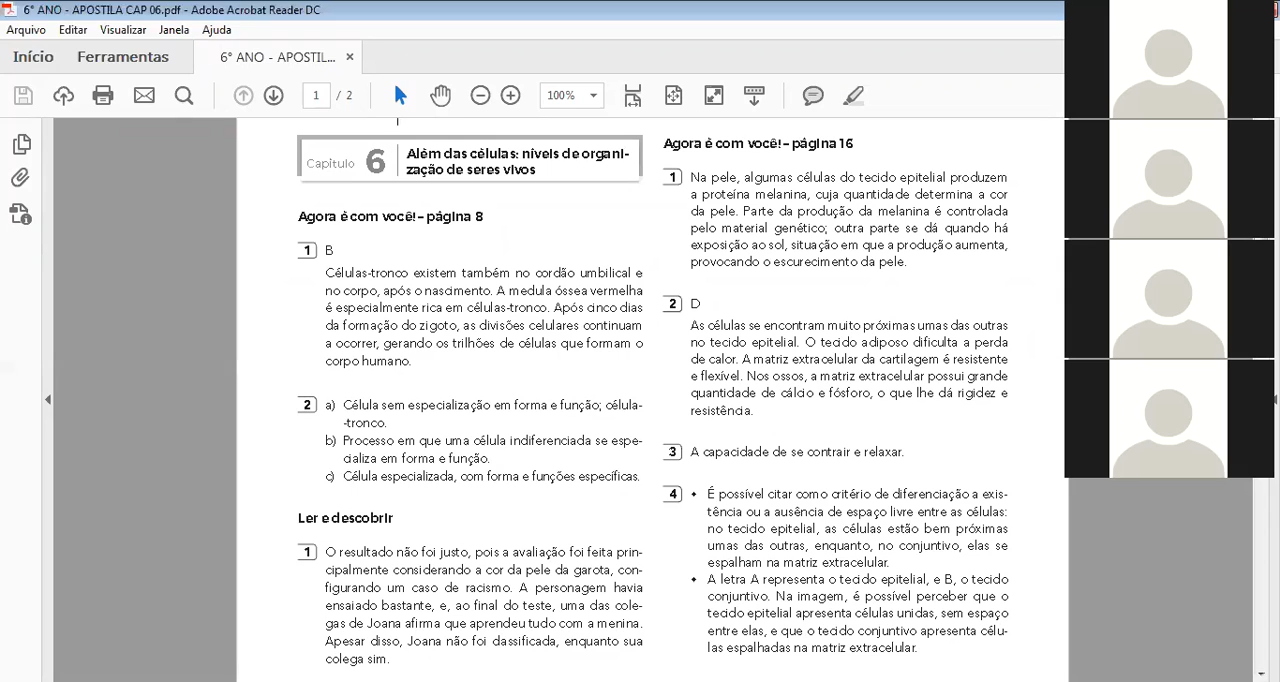 6° ANO - APOSTILA CAP 06.pdf - Adobe Acrobat Reader DC
Arquivo Editar Visualizar Janela Ajuda
Início Ferramentas 6° ANO - APOSTIL... ×
1 / 2 100%
Capítulo 6 Além das células: níveis de organi-
zação de seres vivos
Agora é com você! – página 8
1 B
Células-tronco existem também no cordão umbilical e
no corpo, após o nascimento. A medula óssea vermelha
é especialmente rica em células-tronco. Após cinco dias
da formação do zigoto, as divisões celulares continuam
a ocorrer, gerando os trilhões de células que formam o
corpo humano.
2 a) Célula sem especialização em forma e função; célula-
-tronco.
b) Processo em que uma célula indiferenciada se espe-
cializa em forma e função.
c) Célula especializada, com forma e funções específicas.
Ler e descobrir
1 O resultado não foi justo, pois a avaliação foi feita prin-
cipalmente considerando a cor da pele da garota, con-
figurando um caso de racismo. A personagem havia
ensaiado bastante, e, ao final do teste, uma das cole-
gas de Joana afirma que aprendeu tudo com a menina.
Apesar disso, Joana não foi classificada, enquanto sua
colega sim.
Agora é com você! – página 16
1 Na pele, algumas células do tecido epitelial produzem
a proteína melanina, cuja quantidade determina a cor
da pele. Parte da produção da melanina é controlada
pelo material genético; outra parte se dá quando há
exposição ao sol, situação em que a produção aumenta,
provocando o escurecimento da pele.
2 D
As células se encontram muito próximas umas das outras
no tecido epitelial. O tecido adiposo dificulta a perda
de calor. A matriz extracelular da cartilagem é resistente
e flexível. Nos ossos, a matriz extracelular possui grande
quantidade de cálcio e fósforo, o que lhe dá rigidez e
resistência.
3 A capacidade de se contrair e relaxar.
4 • É possível citar como critério de diferenciação a exis-
tência ou a ausência de espaço livre entre as células:
no tecido epitelial, as células estão bem próximas
umas das outras, enquanto, no conjuntivo, elas se
espalham na matriz extracelular.
• A letra A representa o tecido epitelial, e B, o tecido
conjuntivo. Na imagem, é possível perceber que o
tecido epitelial apresenta células unidas, sem espaço
entre elas, e que o tecido conjuntivo apresenta célu-
las espalhadas na matriz extracelular.